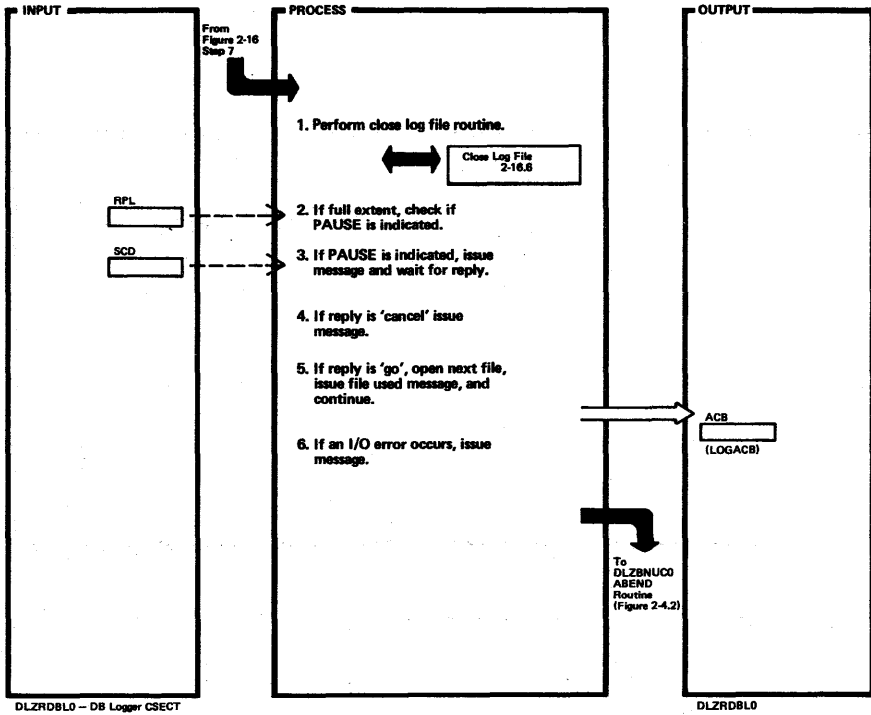 INPUT
PROCESS
OUTPUT
From
Figure 2-16
Step 7
1. Perform close log file routine.
Close Log File
2-16.6
RPL
2. If full extent, check if
PAUSE is indicated.
SCD
3. If PAUSE is indicated, issue
message and wait for reply.
4. If reply is 'cancel' issue
message.
5. If reply is 'go', open next file,
issue file used message, and
continue.
ACB
(LOGACB)
6. If an I/O error occurs, issue
message.
To
DLZBNUC0
ABEND
Routine
(Figure 2-4.2)
DLZRDBL0 — DB Logger CSECT
DLZRDBL0